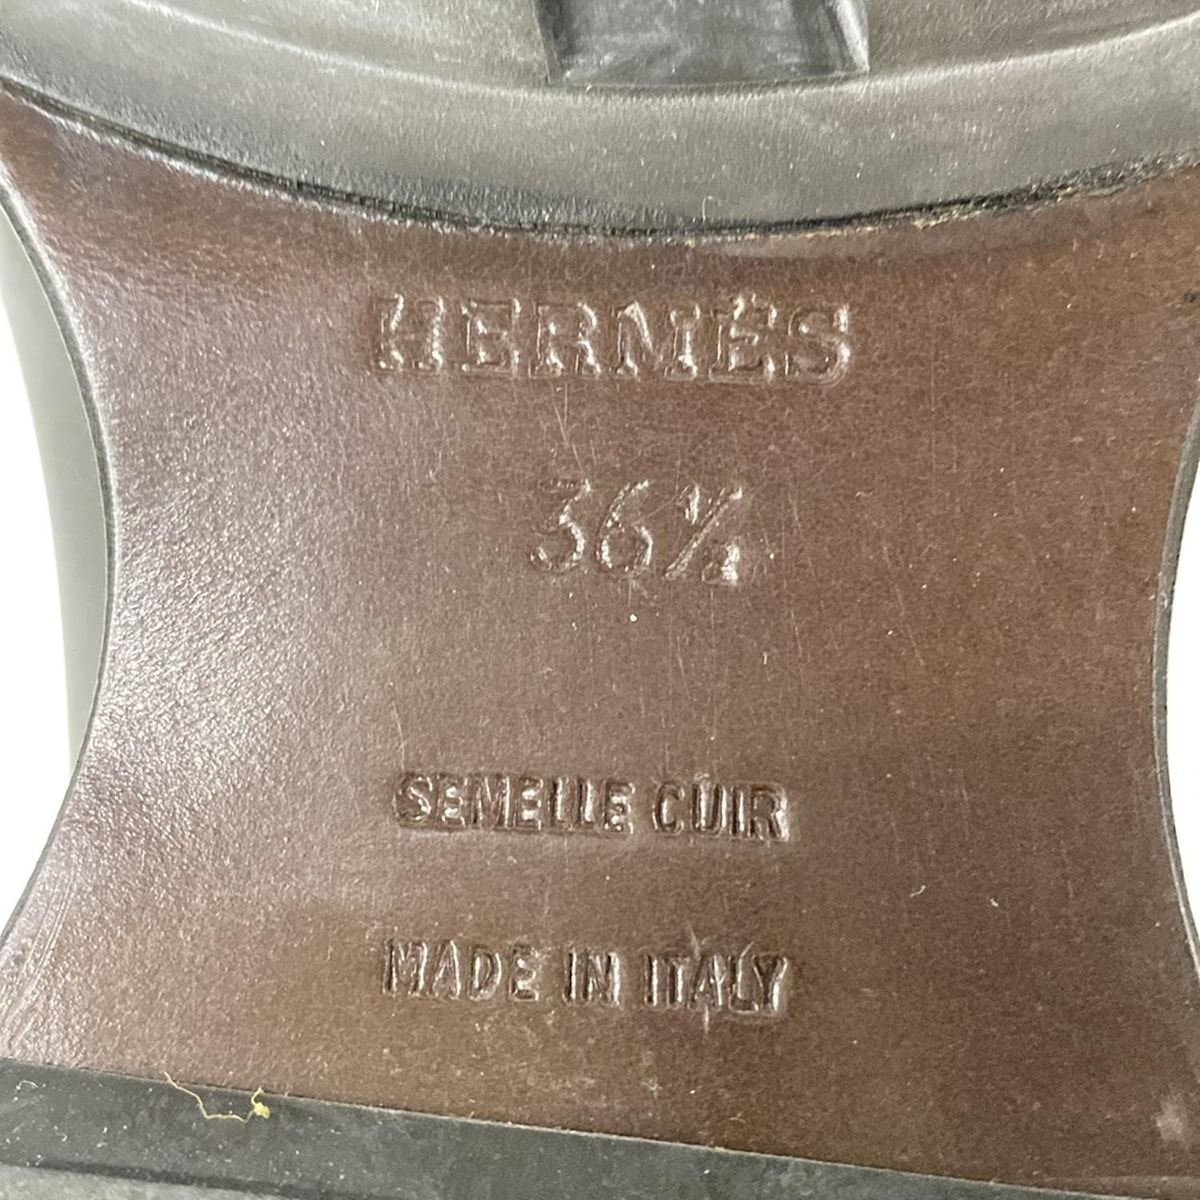 HERMÈS
36½
SEMELLE CUIR
MADE IN ITALY